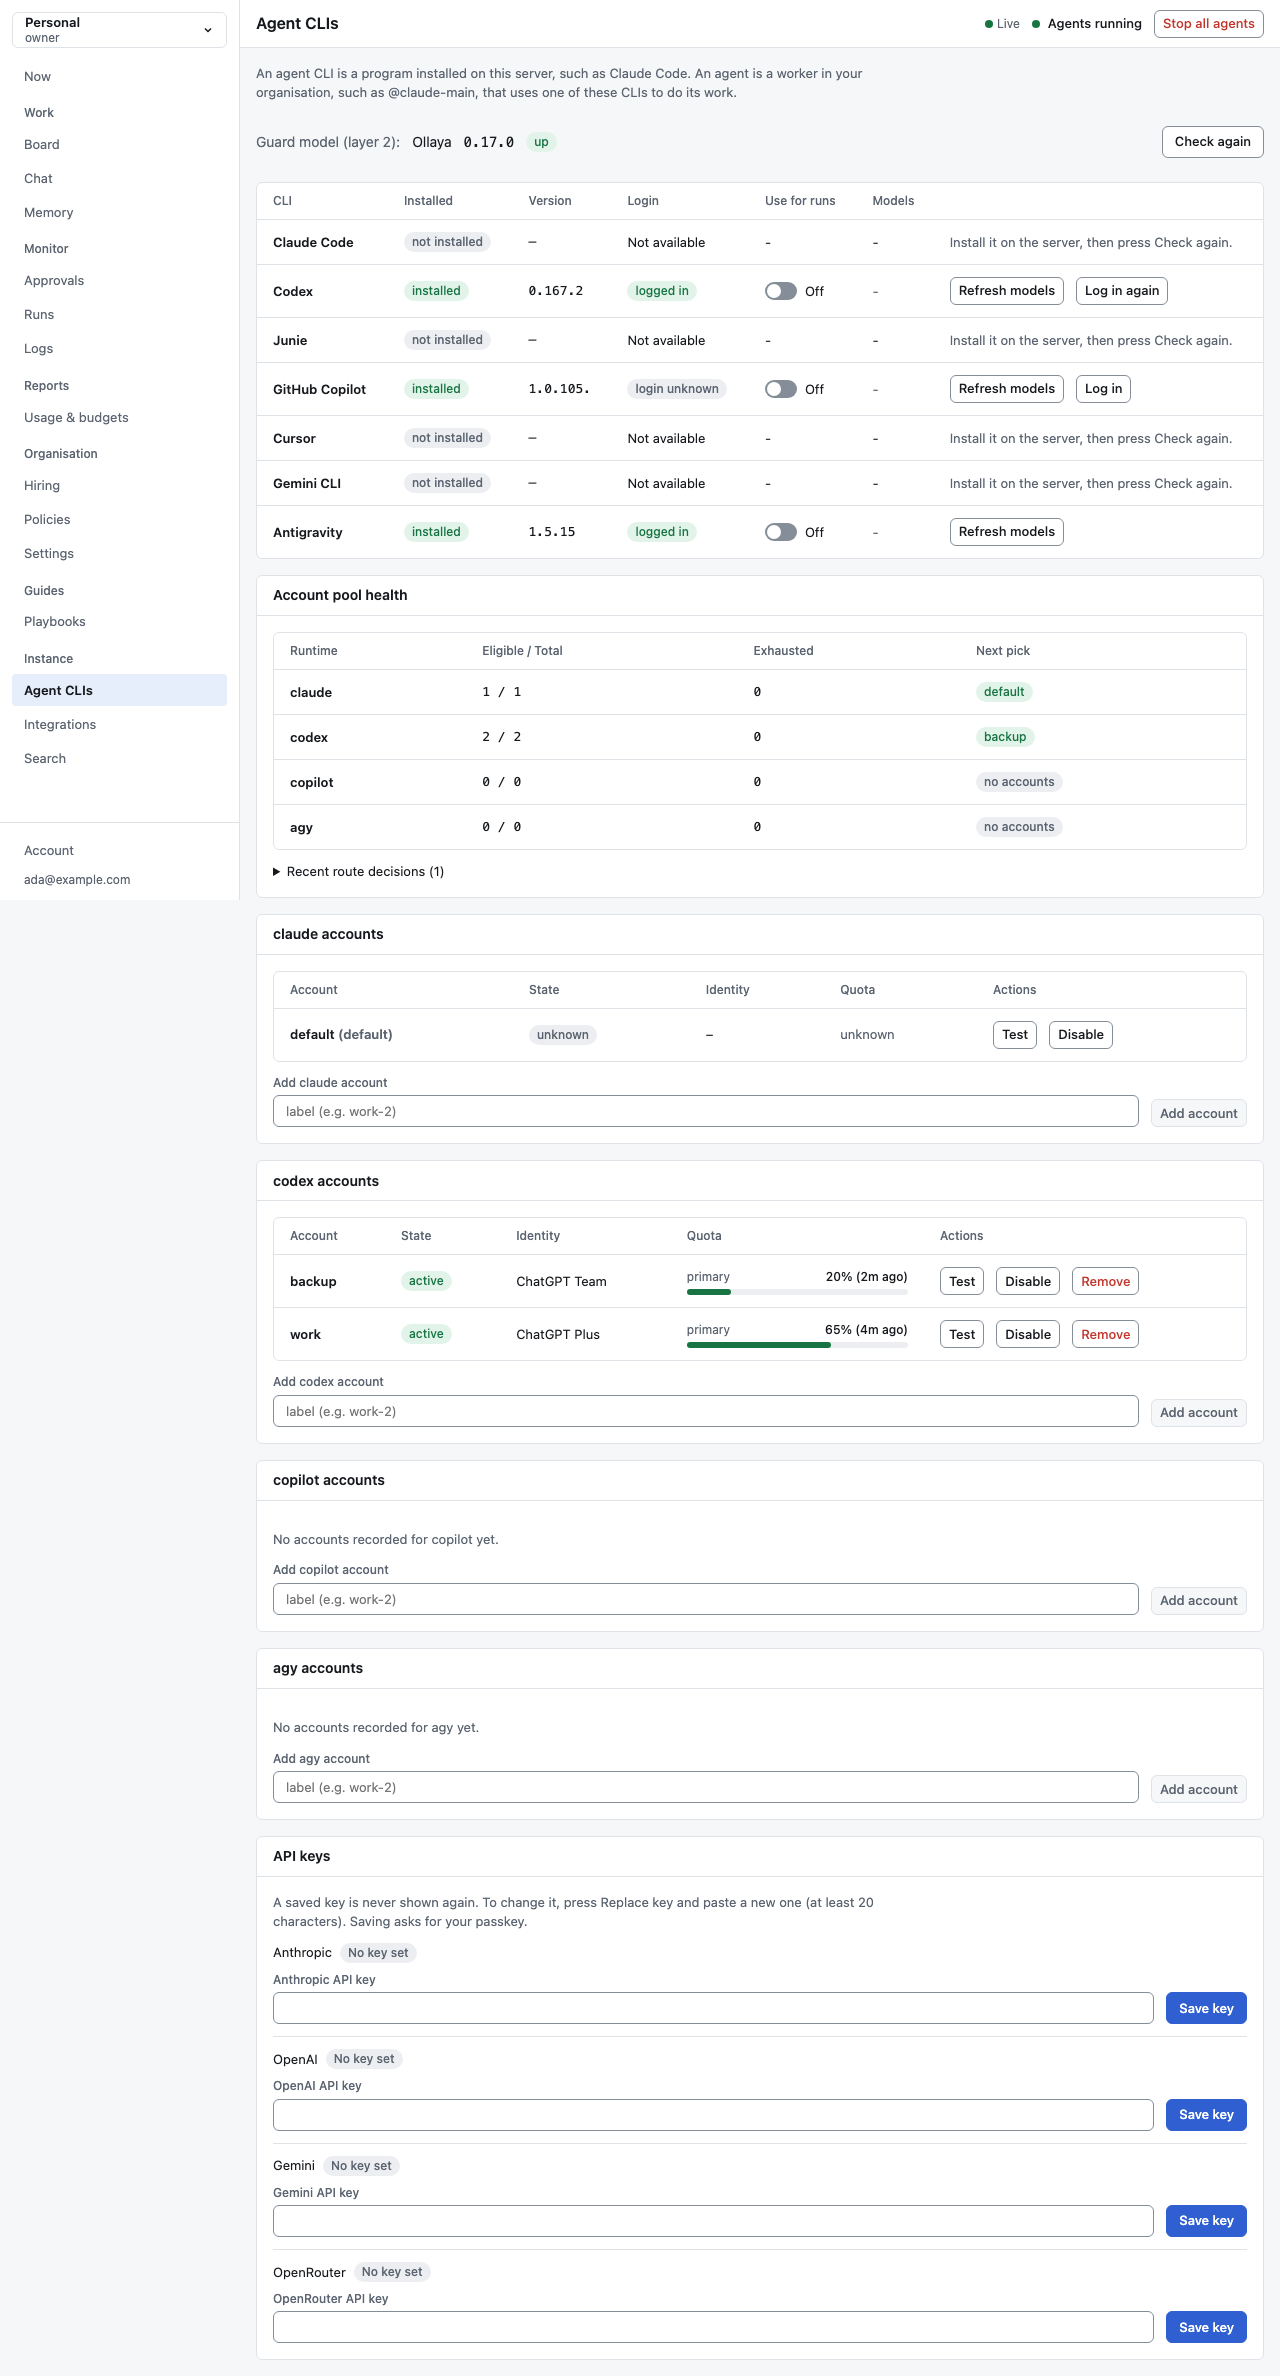 Personal
owner
Now
Work
Board
Chat
Memory
Monitor
Approvals
Runs
Logs
Reports
Usage & budgets
Organisation
Hiring
Policies
Settings
Guides
Playbooks
Instance
Agent CLIs
Integrations
Search
Account
ada@example.com
Agent CLIs
Live Agents running Stop all agents
An agent CLI is a program installed on this server, such as Claude Code. An agent is a worker in your
organisation, such as @claude-main, that uses one of these CLIs to do its work.
Guard model (layer 2): Ollaya 0.17.0 up Check again
CLI Installed Version Login Use for runs Models
Claude Code not installed – Not available - - Install it on the server, then press Check again.
Codex installed 0.167.2 logged in Off - Refresh models Log in again
Junie not installed – Not available - - Install it on the server, then press Check again.
GitHub Copilot installed 1.0.105. login unknown Off - Refresh models Log in
Cursor not installed – Not available - - Install it on the server, then press Check again.
Gemini CLI not installed – Not available - - Install it on the server, then press Check again.
Antigravity installed 1.5.15 logged in Off - Refresh models
Account pool health
Runtime Eligible / Total Exhausted Next pick
claude 1 / 1 0 default
codex 2 / 2 0 backup
copilot 0 / 0 0 no accounts
agy 0 / 0 0 no accounts
Recent route decisions (1)
claude accounts
Account State Identity Quota Actions
default (default) unknown – unknown Test Disable
Add claude account
label (e.g. work-2) Add account
codex accounts
Account State Identity Quota Actions
backup active ChatGPT Team primary 20% (2m ago) Test Disable Remove
work active ChatGPT Plus primary 65% (4m ago) Test Disable Remove
Add codex account
label (e.g. work-2) Add account
copilot accounts
No accounts recorded for copilot yet.
Add copilot account
label (e.g. work-2) Add account
agy accounts
No accounts recorded for agy yet.
Add agy account
label (e.g. work-2) Add account
API keys
A saved key is never shown again. To change it, press Replace key and paste a new one (at least 20
characters). Saving asks for your passkey.
Anthropic No key set
Anthropic API key
Save key
OpenAI No key set
OpenAI API key
Save key
Gemini No key set
Gemini API key
Save key
OpenRouter No key set
OpenRouter API key
Save key